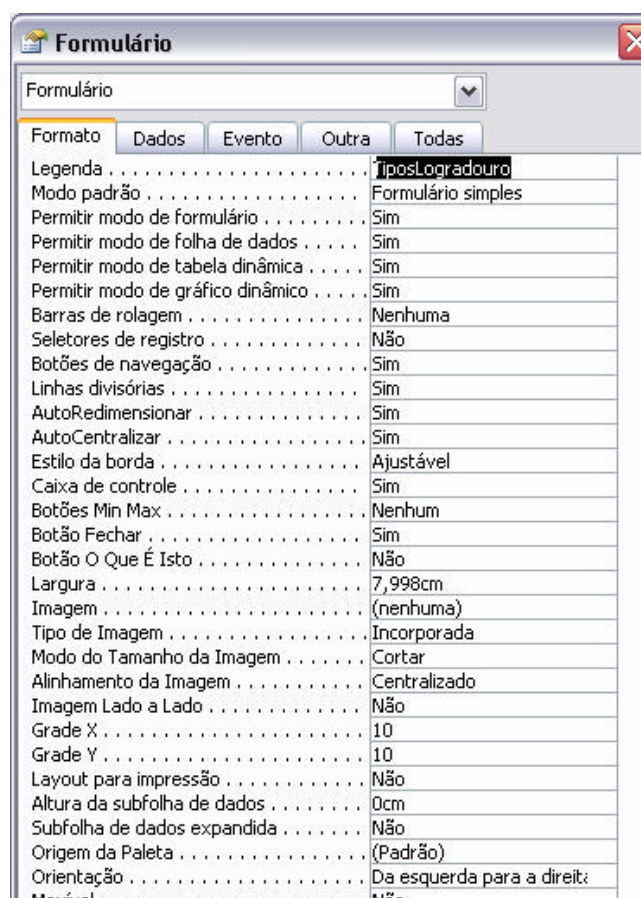 Formulário
Formulário
Formato Dados Evento Outra Todas
Legenda . . . . . . . . . . . . . . . . . . . . . . . TiposLogradouro
Modo padrão . . . . . . . . . . . . . . . . . . . Formulário simples
Permitir modo de formulário . . . . . . . . . Sim
Permitir modo de folha de dados . . . . . Sim
Permitir modo de tabela dinâmica . . . . . Sim
Permitir modo de gráfico dinâmico . . . . . Sim
Barras de rolagem . . . . . . . . . . . . . . . . Nenhuma
Seletores de registro . . . . . . . . . . . . . . Não
Botões de navegação . . . . . . . . . . . . . . Sim
Linhas divisórias . . . . . . . . . . . . . . . . . Sim
AutoRedimensionar . . . . . . . . . . . . . . . Sim
AutoCentralizar . . . . . . . . . . . . . . . . . . Sim
Estilo da borda . . . . . . . . . . . . . . . . . . Ajustável
Caixa de controle . . . . . . . . . . . . . . . . Sim
Botões Min Max . . . . . . . . . . . . . . . . . . Nenhum
Botão Fechar . . . . . . . . . . . . . . . . . . . Sim
Botão O Que É Isto . . . . . . . . . . . . . . . Não
Largura . . . . . . . . . . . . . . . . . . . . . . . 7,998cm
Imagem . . . . . . . . . . . . . . . . . . . . . . . (nenhuma)
Tipo de Imagem . . . . . . . . . . . . . . . . . Incorporada
Modo do Tamanho da Imagem . . . . . . . Cortar
Alinhamento da Imagem . . . . . . . . . . . Centralizado
Imagem Lado a Lado . . . . . . . . . . . . . . Não
Grade X . . . . . . . . . . . . . . . . . . . . . . . 10
Grade Y . . . . . . . . . . . . . . . . . . . . . . . 10
Layout para impressão . . . . . . . . . . . . Não
Altura da subfolha de dados . . . . . . . . 0cm
Subfolha de dados expandida . . . . . . . Não
Origem da Paleta . . . . . . . . . . . . . . . . (Padrão)
Orientação . . . . . . . . . . . . . . . . . . . . . Da esquerda para a direita